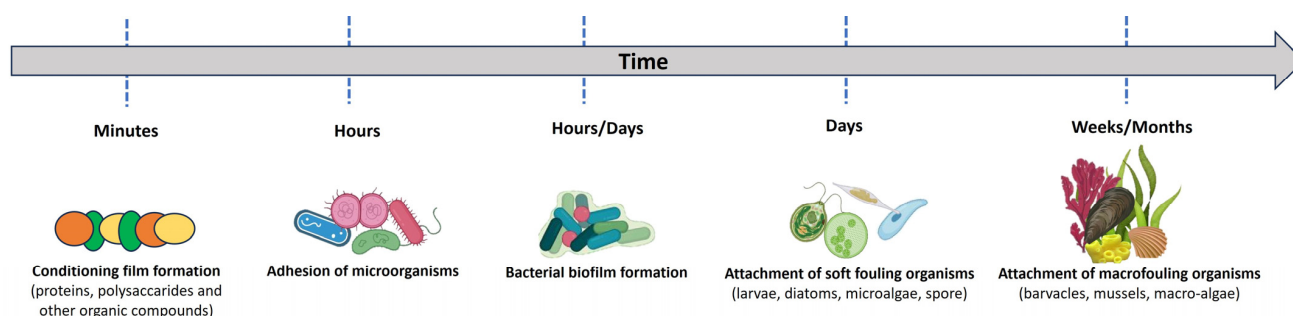 Time
Minutes
Hours
Hours/Days
Days
Weeks/Months
Conditioning film formation
(proteins, polysaccarides and
other organic compounds)
Adhesion of microorganisms
Bacterial biofilm formation
Attachment of soft fouling organisms
(larvae, diatoms, microalgae, spore)
Attachment of macrofouling organisms
(barvacles, mussels, macro-algae)